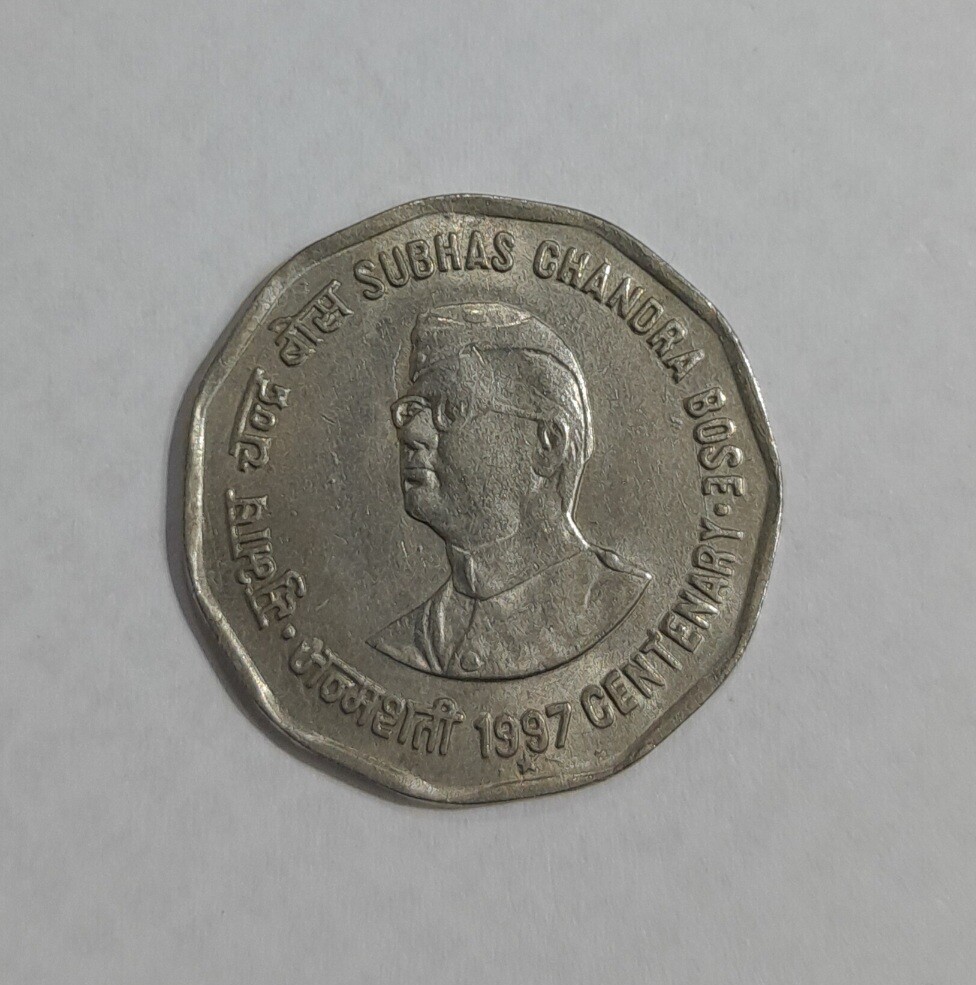 सुभाष चन्द्र बोस SUBHAS CHANDRA BOSE
जन्मशती 1997 CENTENARY